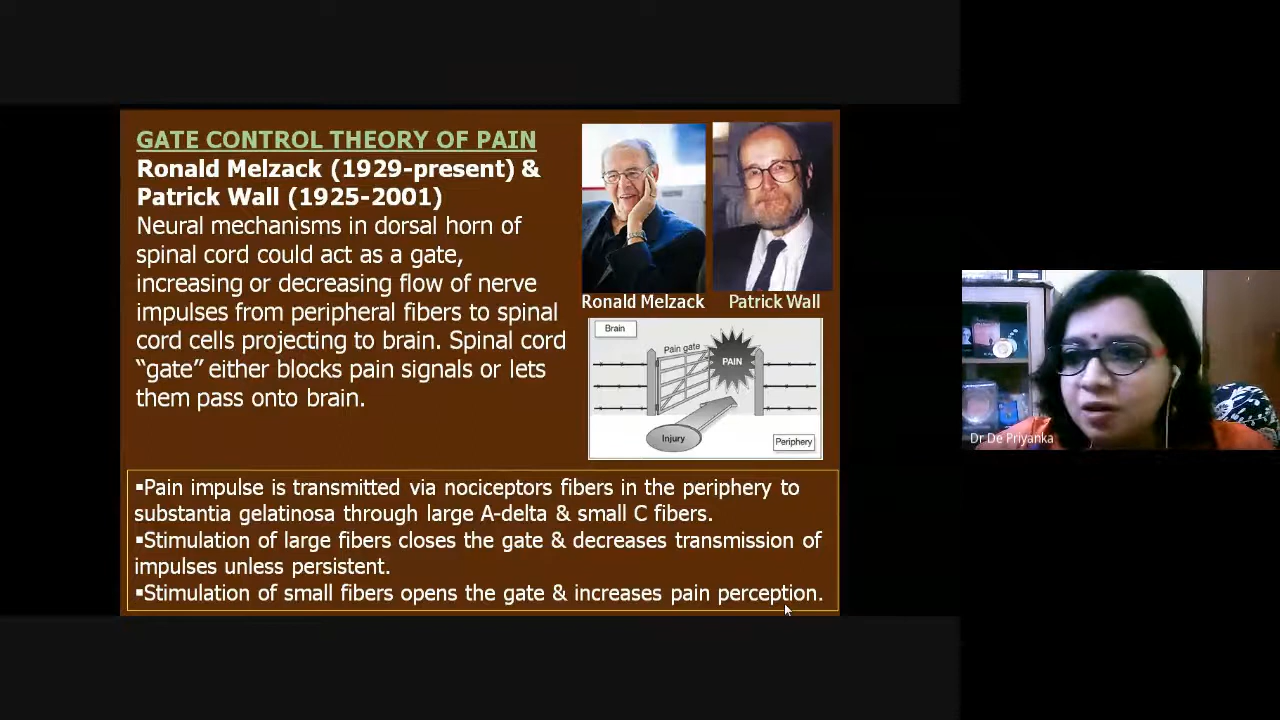 GATE CONTROL THEORY OF PAIN
Ronald Melzack (1929-present) &
Patrick Wall (1925-2001)
Neural mechanisms in dorsal horn of
spinal cord could act as a gate,
increasing or decreasing flow of nerve
impulses from peripheral fibers to spinal
cord cells projecting to brain. Spinal cord
“gate” either blocks pain signals or lets
them pass onto brain.
Ronald Melzack
Patrick Wall
Brain
Pain gate
PAIN
Injury
Periphery
▪Pain impulse is transmitted via nociceptors fibers in the periphery to
substantia gelatinosa through large A-delta & small C fibers.
▪Stimulation of large fibers closes the gate & decreases transmission of
impulses unless persistent.
▪Stimulation of small fibers opens the gate & increases pain perception.
Dr De Priyanka